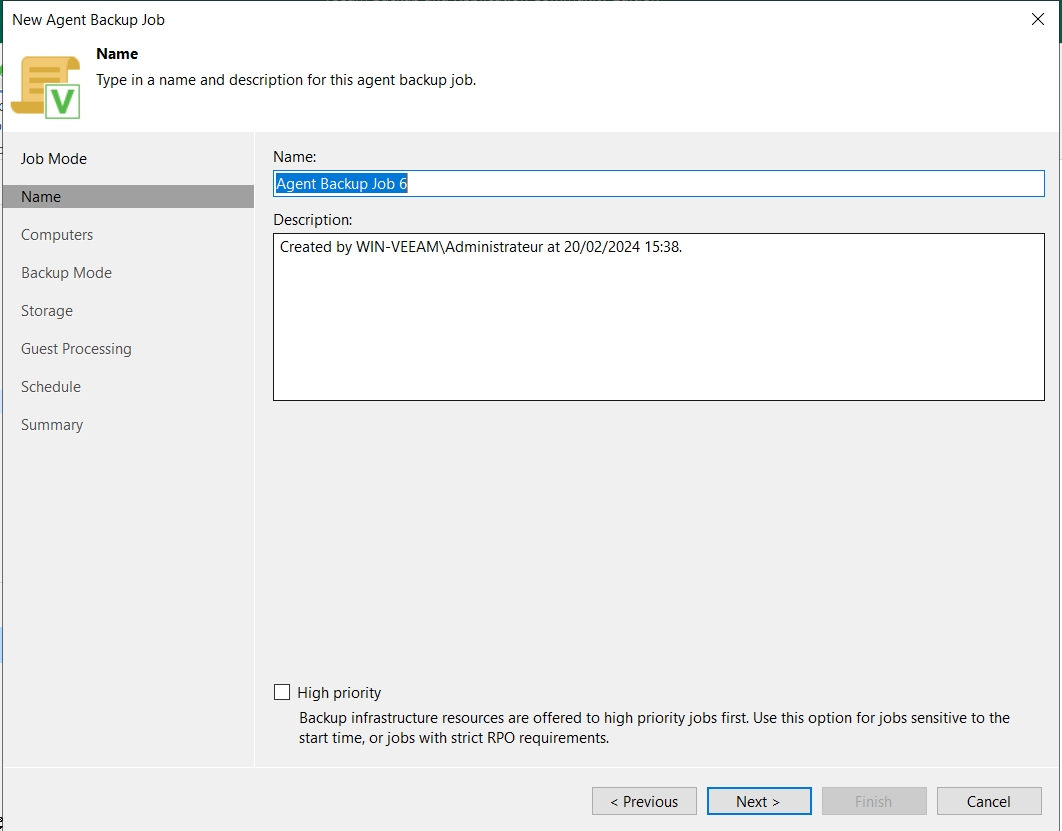 New Agent Backup Job
Name
Type in a name and description for this agent backup job.
Job Mode
Name
Computers
Backup Mode
Storage
Guest Processing
Schedule
Summary
Name:
Agent Backup Job 6
Description:
Created by WIN-VEEAM\Administrateur at 20/02/2024 15:38.
High priority
Backup infrastructure resources are offered to high priority jobs first. Use this option for jobs sensitive to the
start time, or jobs with strict RPO requirements.
< Previous
Next >
Finish
Cancel